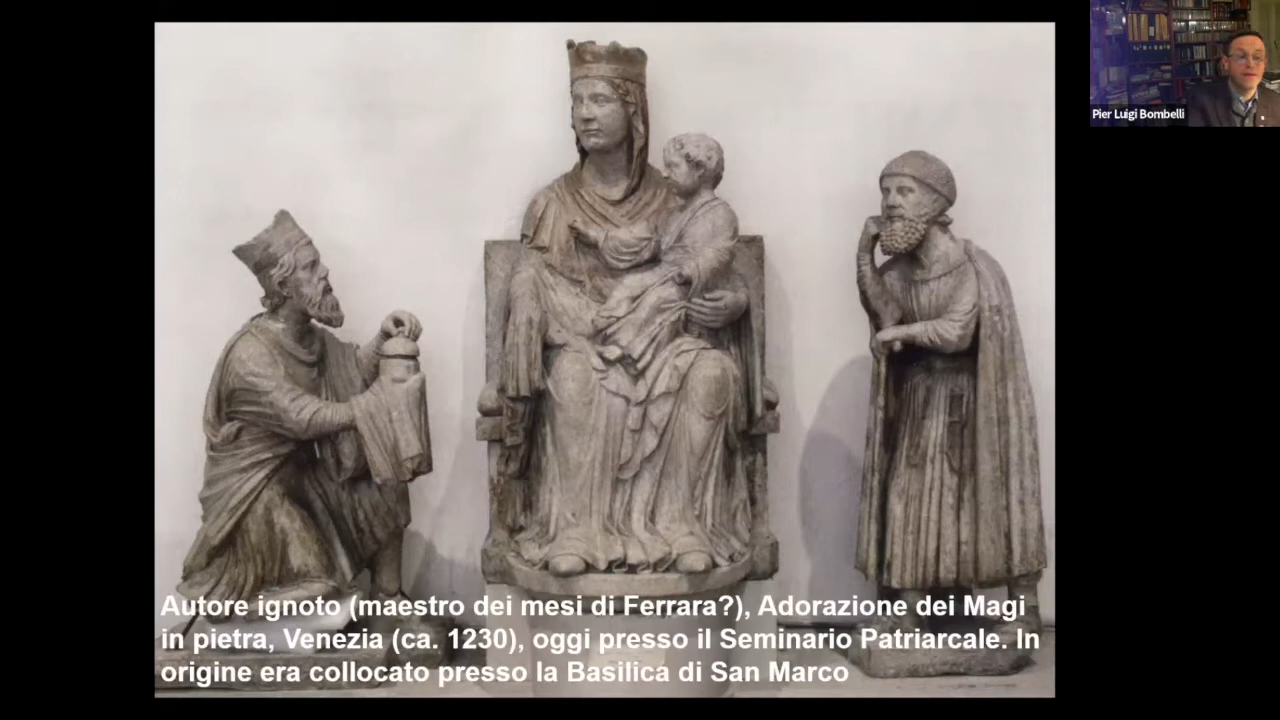 Pier Luigi Bombelli
Autore ignoto (maestro dei mesi di Ferrara?), Adorazione dei Magi
in pietra, Venezia (ca. 1230), oggi presso il Seminario Patriarcale. In
origine era collocato presso la Basilica di San Marco